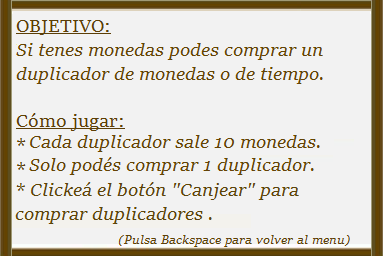 OBJETIVO:
Si tenes monedas podes comprar un
duplicador de monedas o de tiempo.
Cómo jugar:
* Cada duplicador sale 10 monedas.
* Solo podés comprar 1 duplicador.
* Clickeá el botón "Canjear" para
comprar duplicadores .
(Pulsa Backspace para volver al menu)